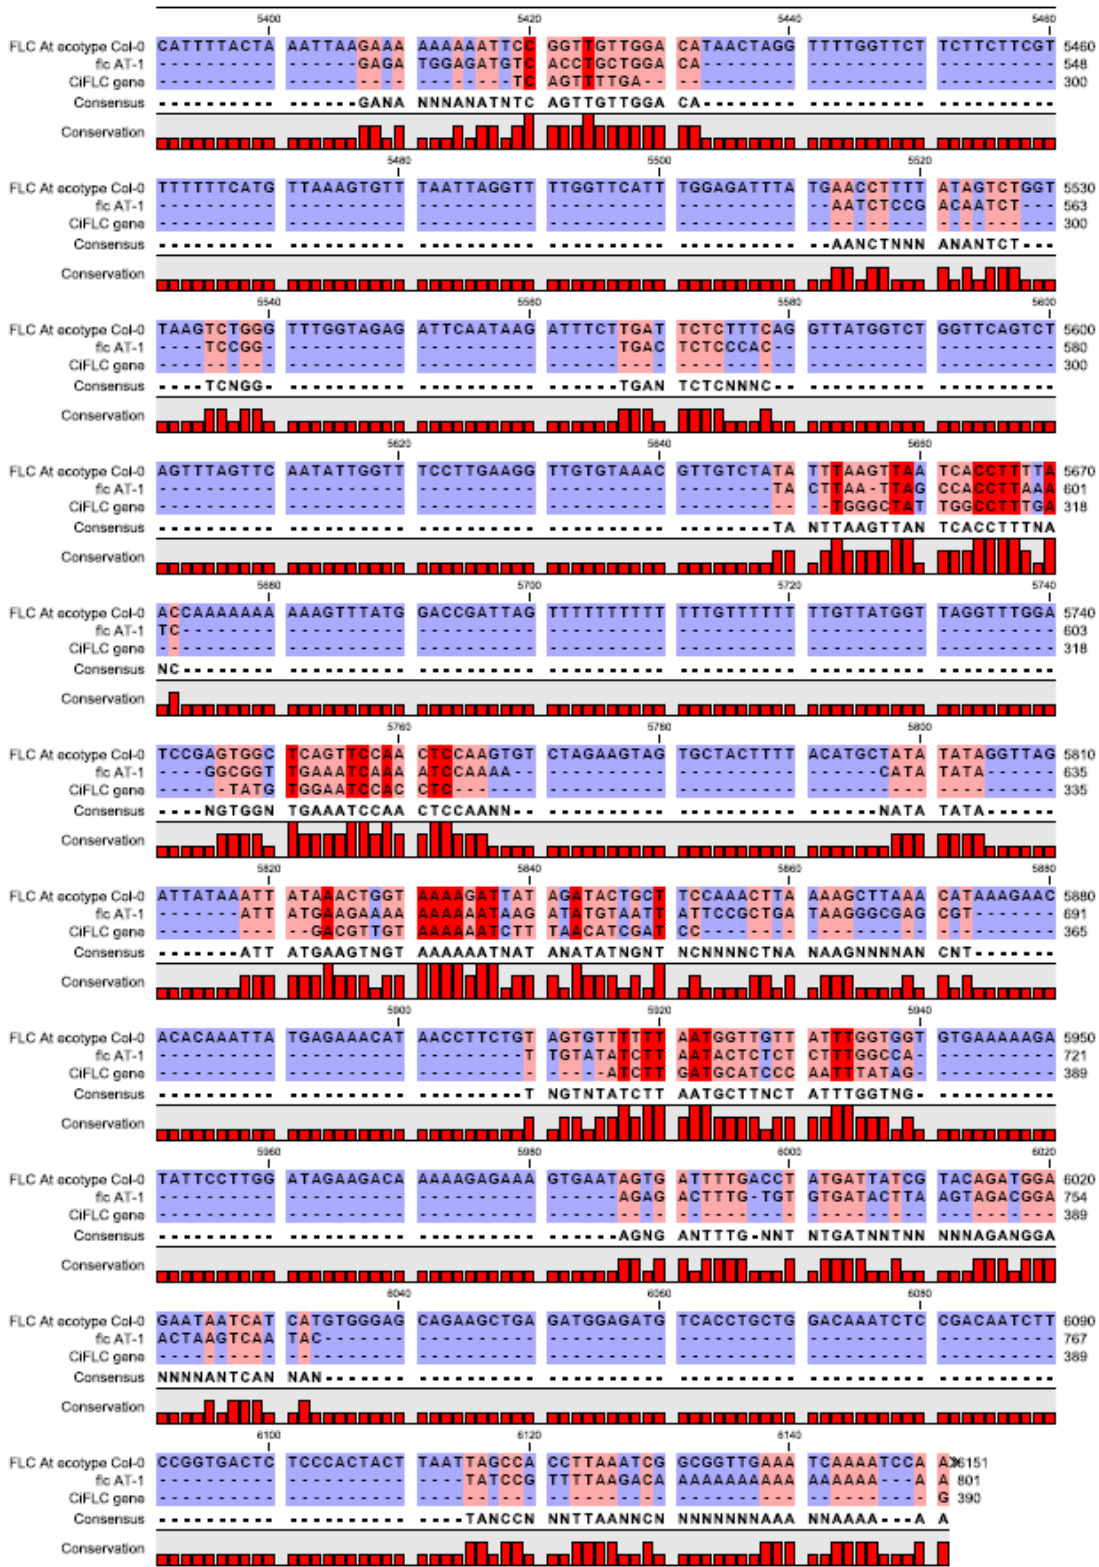 5400 5420 5440 5460
FLC At ecotype Col-0 CATTTTACTA AATTAAGAAA AAAAAATTCC GGTTGTTGGA CATAACTAGG TTTTGGTTCT TCTTCTTCGT 5460
flc AT-1 ---------- ------GAGA TGGAGATGTC ACCTGCTGGA CA-------- ---------- ---------- 548
CiFLC gene ---------- ---------- --------TC AGTTTTGA-- ---------- ---------- ---------- 300
Consensus ---------- ------GANA NNNANATNTC AGTTGTTGGA CA-------- ---------- ----------
Conservation
5480 5500 5520
FLC At ecotype Col-0 TTTTTTCATG TTAAAGTGTT TAATTAGGTT TTGGTTCATT TGGAGATTTA TGAACCTTTT ATAGTCTGGT 5530
flc AT-1 ---------- ---------- ---------- ---------- ---------- --AATCTCCG ACAATCT--- 563
CiFLC gene ---------- ---------- ---------- ---------- ---------- ---------- ---------- 300
Consensus ---------- ---------- ---------- ---------- ---------- --AANCTNNN ANANTCT---
Conservation
5540 5560 5580 5600
FLC At ecotype Col-0 TAAGTCTGGG TTTGGTAGAG ATTCAATAAG ATTTCTTGAT TCTCTTTCAG GTTATGGTCT GGTTCAGTCT 5600
flc AT-1 ----TCCGG- ---------- ---------- ------TGAC TCTCCCAC-- ---------- ---------- 580
CiFLC gene ---------- ---------- ---------- ---------- ---------- ---------- ---------- 300
Consensus ----TCNGG- ---------- ---------- ------TGAN TCTCNNNC-- ---------- ----------
Conservation
5620 5640 5660
FLC At ecotype Col-0 AGTTTAGTTC AATATTGGTT TCCTTGAAGG TTGTGTAAAC GTTGTCTATA TTTAAGTTAA TCACCTTTTA 5670
flc AT-1 ---------- ---------- ---------- ---------- --------TA CTTAA-TTAG CCACCTTAAA 601
CiFLC gene ---------- ---------- ---------- ---------- ---------- --TGGGCTAT TGGCCTTTGA 318
Consensus ---------- ---------- ---------- ---------- --------TA NTTAAGTTAN TCACCTTTNA
Conservation
5680 5700 5720 5740
FLC At ecotype Col-0 ACCAAAAAAA AAAGTTTATG GACCGATTAG TTTTTTTTTT TTTGTTTTTT TTGTTATGGT TAGGTTTGGA 5740
flc AT-1 TC-------- ---------- ---------- ---------- ---------- ---------- ---------- 603
CiFLC gene ---------- ---------- ---------- ---------- ---------- ---------- ---------- 318
Consensus NC-------- ---------- ---------- ---------- ---------- ---------- ----------
Conservation
5760 5780 5800
FLC At ecotype Col-0 TCCGAGTGGC TCAGTTCCAA CTCCAAGTGT CTAGAAGTAG TGCTACTTTT ACATGCTATA TATAGGTTAG 5810
flc AT-1 ----GGCGGT TGAAATCAAA ATCCAAAA-- ---------- ---------- ------CATA TATA------ 635
CiFLC gene ------TATG TGGAATCCAC CTC------- ---------- ---------- ---------- ---------- 335
Consensus ----NGTGGN TGAAATCCAA CTCCAANN-- ---------- ---------- ------NATA TATA------
Conservation
5820 5840 5860 5880
FLC At ecotype Col-0 ATTATAAATT ATAAACTGGT AAAAGATTAT AGATACTGCT TCCAAACTTA AAAGCTTAAA CATAAAGAAC 5880
flc AT-1 -------ATT ATGAAGAAAA AAAAAATAAG ATATGTAATT ATTCCGCTGA TAAGGGCGAG CGT------- 691
CiFLC gene ---------- --GACGTTGT AAAAAATCTT TAACATCGAT CC-------- ---------- ---------- 365
Consensus -------ATT ATGAAGTNGT AAAAAATNAT ANATATNGNT NCNNNNCTNA NAAGNNNNAN CNT-------
Conservation
5900 5920 5940
FLC At ecotype Col-0 ACACAAATTA TGAGAAACAT AACCTTCTGT AGTGTTTTTT AATGGTTGTT ATTTGGTGGT GTGAAAAAGA 5950
flc AT-1 ---------- ---------- ---------T TGTATATCTT AATACTCTCT CTTTGGCCA- ---------- 721
CiFLC gene ---------- ---------- ---------- -----ATCTT GATGCATCCC AATTTATAG- ---------- 389
Consensus ---------- ---------- ---------T NGTNTATCTT AATGCTTNCT ATTTGGTNG- ----------
Conservation
5960 5980 6000 6020
FLC At ecotype Col-0 TATTCCTTGG ATAGAAGACA AAAAGAGAAA GTGAATAGTG ATTTTGACCT ATGATTATCG TACAGATGGA 6020
flc AT-1 ---------- ---------- ---------- ------AGAG ACTTTG-TGT GTGATACTTA AGTAGACGGA 754
CiFLC gene ---------- ---------- ---------- ---------- ---------- ---------- ---------- 389
Consensus ---------- ---------- ---------- ------AGNG ANTTTG-NNT NTGATNNTNN NNNAGANGGA
Conservation
6040 6060 6080
FLC At ecotype Col-0 GAATAATCAT CATGTGGGAG CAGAAGCTGA GATGGAGATG TCACCTGCTG GACAAATCTC CGACAATCTT 6090
flc AT-1 ACTAAGTCAA TAC------- ---------- ---------- ---------- ---------- ---------- 767
CiFLC gene ---------- ---------- ---------- ---------- ---------- ---------- ---------- 389
Consensus NNNNANTCAN NAN------- ---------- ---------- ---------- ---------- ----------
Conservation
6100 6120 6140
FLC At ecotype Col-0 CCGGTGACTC TCCCACTACT TAATTAGCCA CCTTAAATCG GCGGTTGAAA TCAAAATCCA A 6151
flc AT-1 ---------- ---------- ----TATCCG TTTTAAGACA AAAAAAAAAA AAAAAA---A A 801
CiFLC gene ---------- ---------- ---------- ---------- ---------- ---------- G 390
Consensus ---------- ---------- ----TANCCN NNTTAANNCN NNNNNNNAAA NNAAAA---A A
Conservation